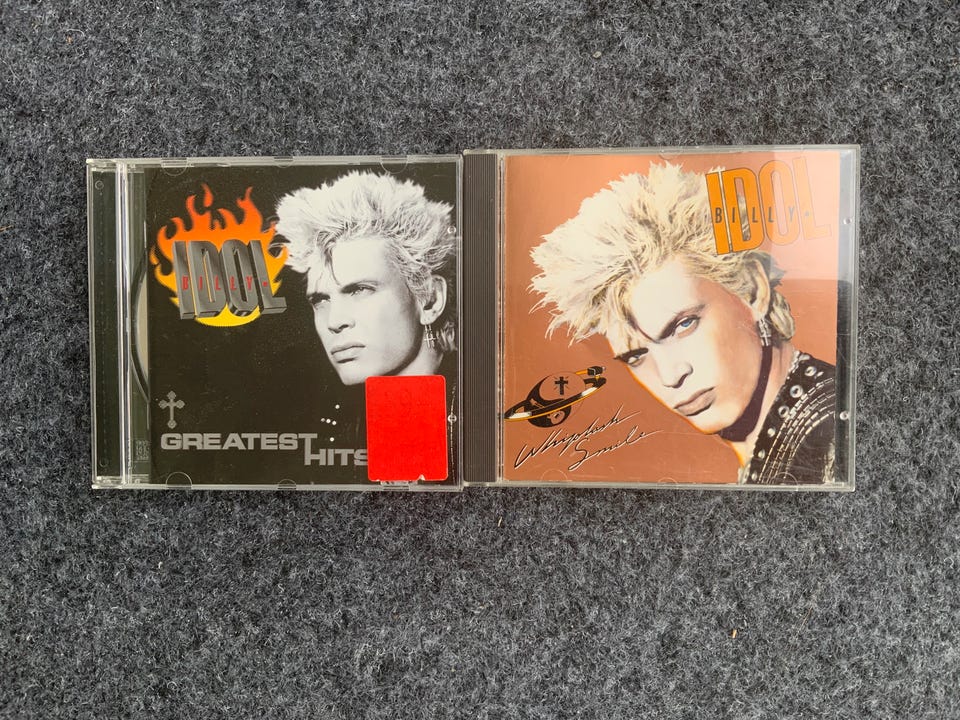 BILLY IDOL
GREATEST HITS
BILLY IDOL
Whiplash
Smile